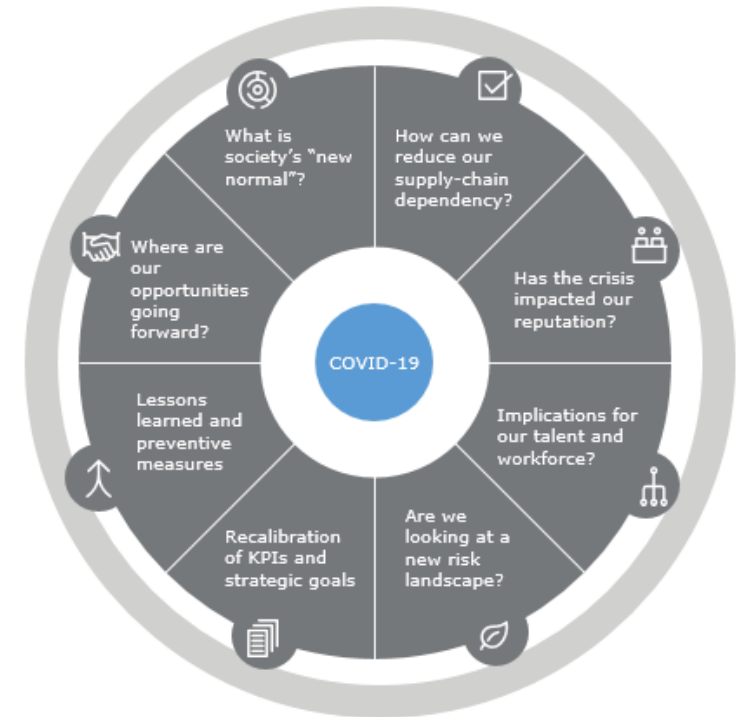 What is
society's “new
normal”?
How can we
reduce our
supply-chain
dependency?
Has the crisis
impacted our
reputation?
Implications for
our talent and
workforce?
Are we
looking at a
new risk
landscape?
Recalibration
of KPIs and
strategic goals
Lessons
learned and
preventive
measures
Where are
our
opportunities
going
forward?
COVID-19